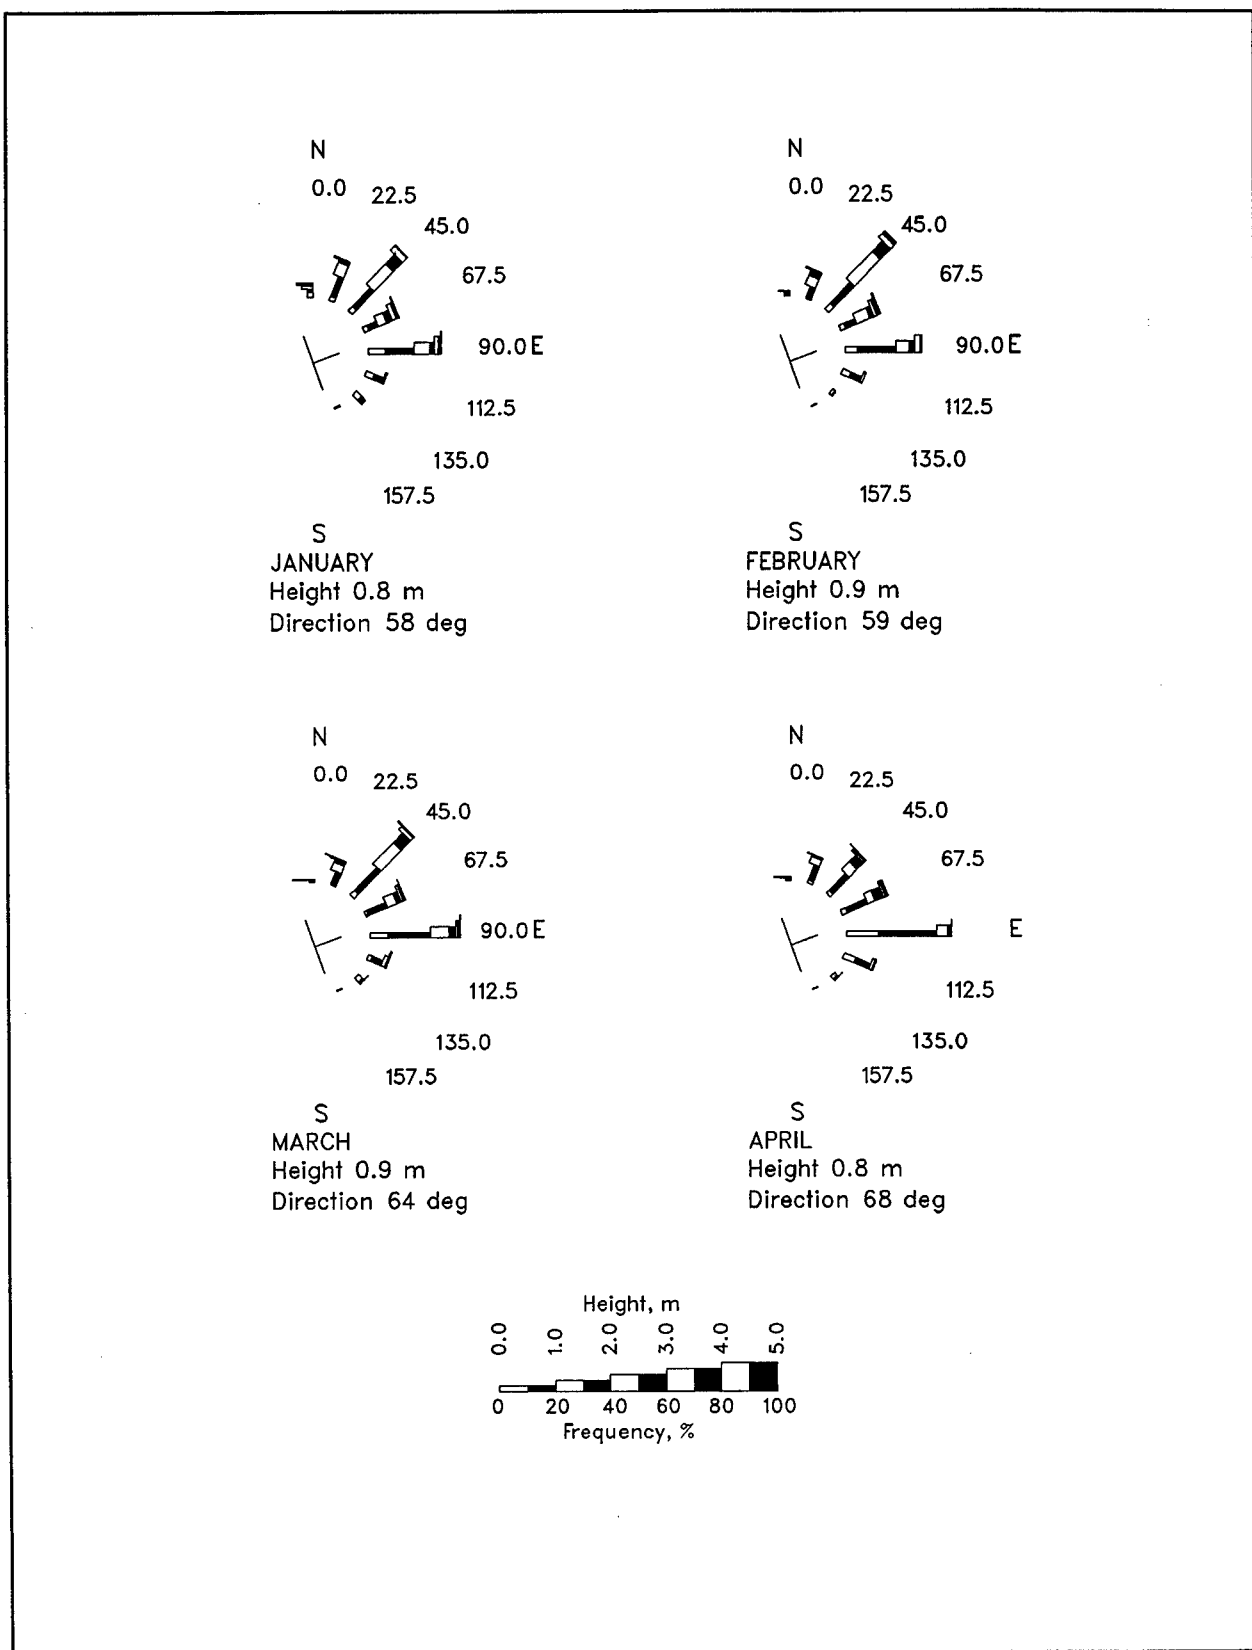 N
0.0 22.5
45.0
67.5
90.0 E
112.5
135.0
157.5
S
JANUARY
Height 0.8 m
Direction 58 deg
N
0.0 22.5
45.0
67.5
90.0 E
112.5
135.0
157.5
S
FEBRUARY
Height 0.9 m
Direction 59 deg
N
0.0 22.5
45.0
67.5
90.0 E
112.5
135.0
157.5
S
MARCH
Height 0.9 m
Direction 64 deg
N
0.0 22.5
45.0
67.5
E
112.5
135.0
157.5
S
APRIL
Height 0.8 m
Direction 68 deg
Height, m
0.0 1.0 2.0 3.0 4.0 5.0
0 20 40 60 80 100
Frequency, %